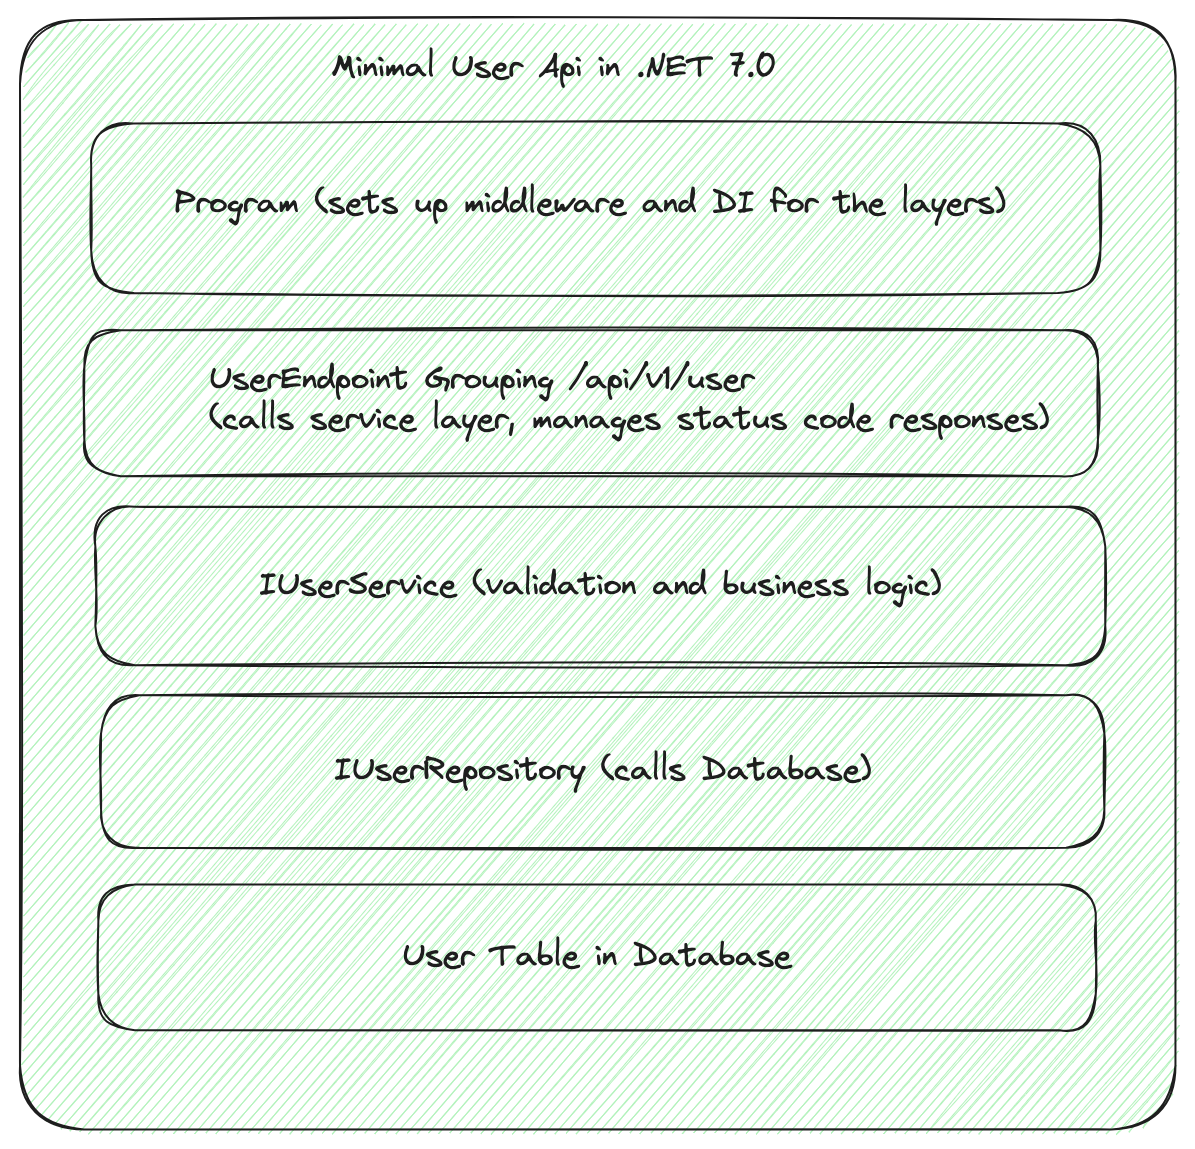 Minimal User Api in .NET 7.0
Program (sets up middleware and DI for the layers)
UserEndpoint Grouping /api/v1/user
(calls service layer, manages status code responses)
IUserService (validation and business logic)
IUserRepository (calls Database)
User Table in Database